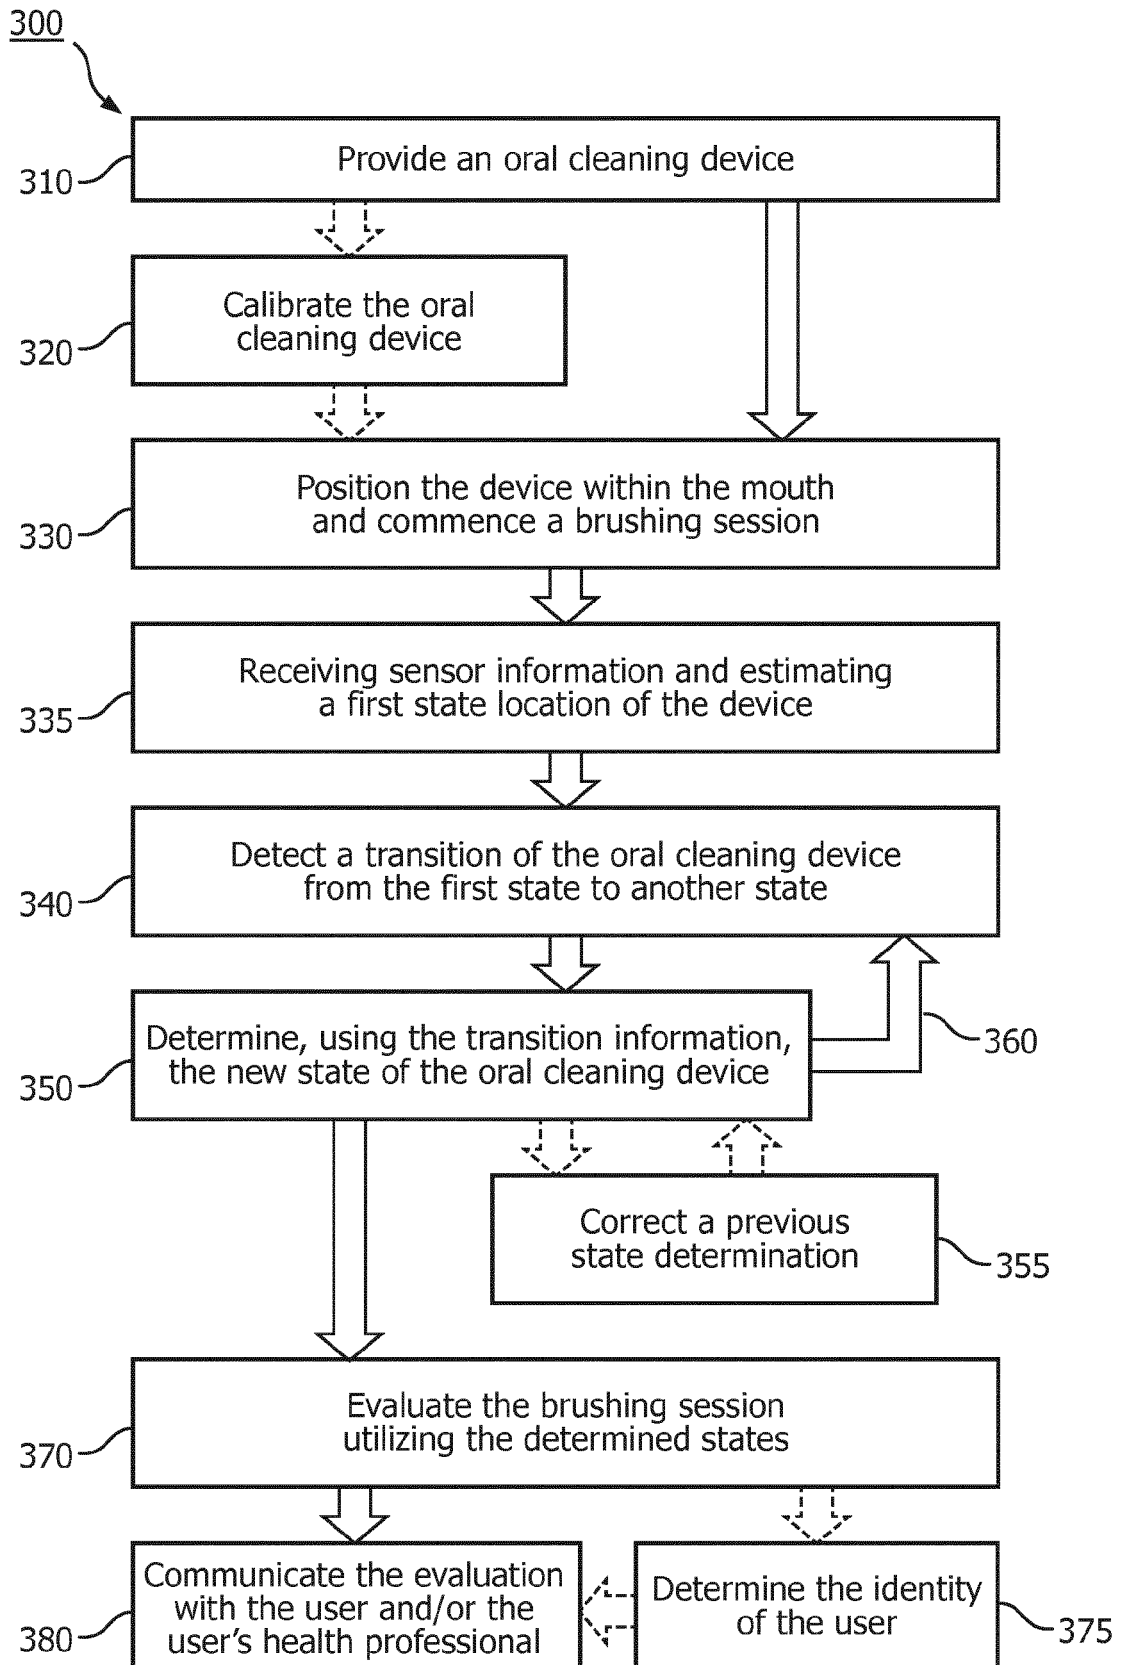 300
Provide an oral cleaning device
310
Calibrate the oral
cleaning device
320
Position the device within the mouth
and commence a brushing session
330
Receiving sensor information and estimating
a first state location of the device
335
Detect a transition of the oral cleaning device
from the first state to another state
340
Determine, using the transition information,
the new state of the oral cleaning device
350
360
Correct a previous
state determination
355
Evaluate the brushing session
utilizing the determined states
370
Communicate the evaluation
with the user and/or the
user's health professional
380
Determine the identity
of the user
375